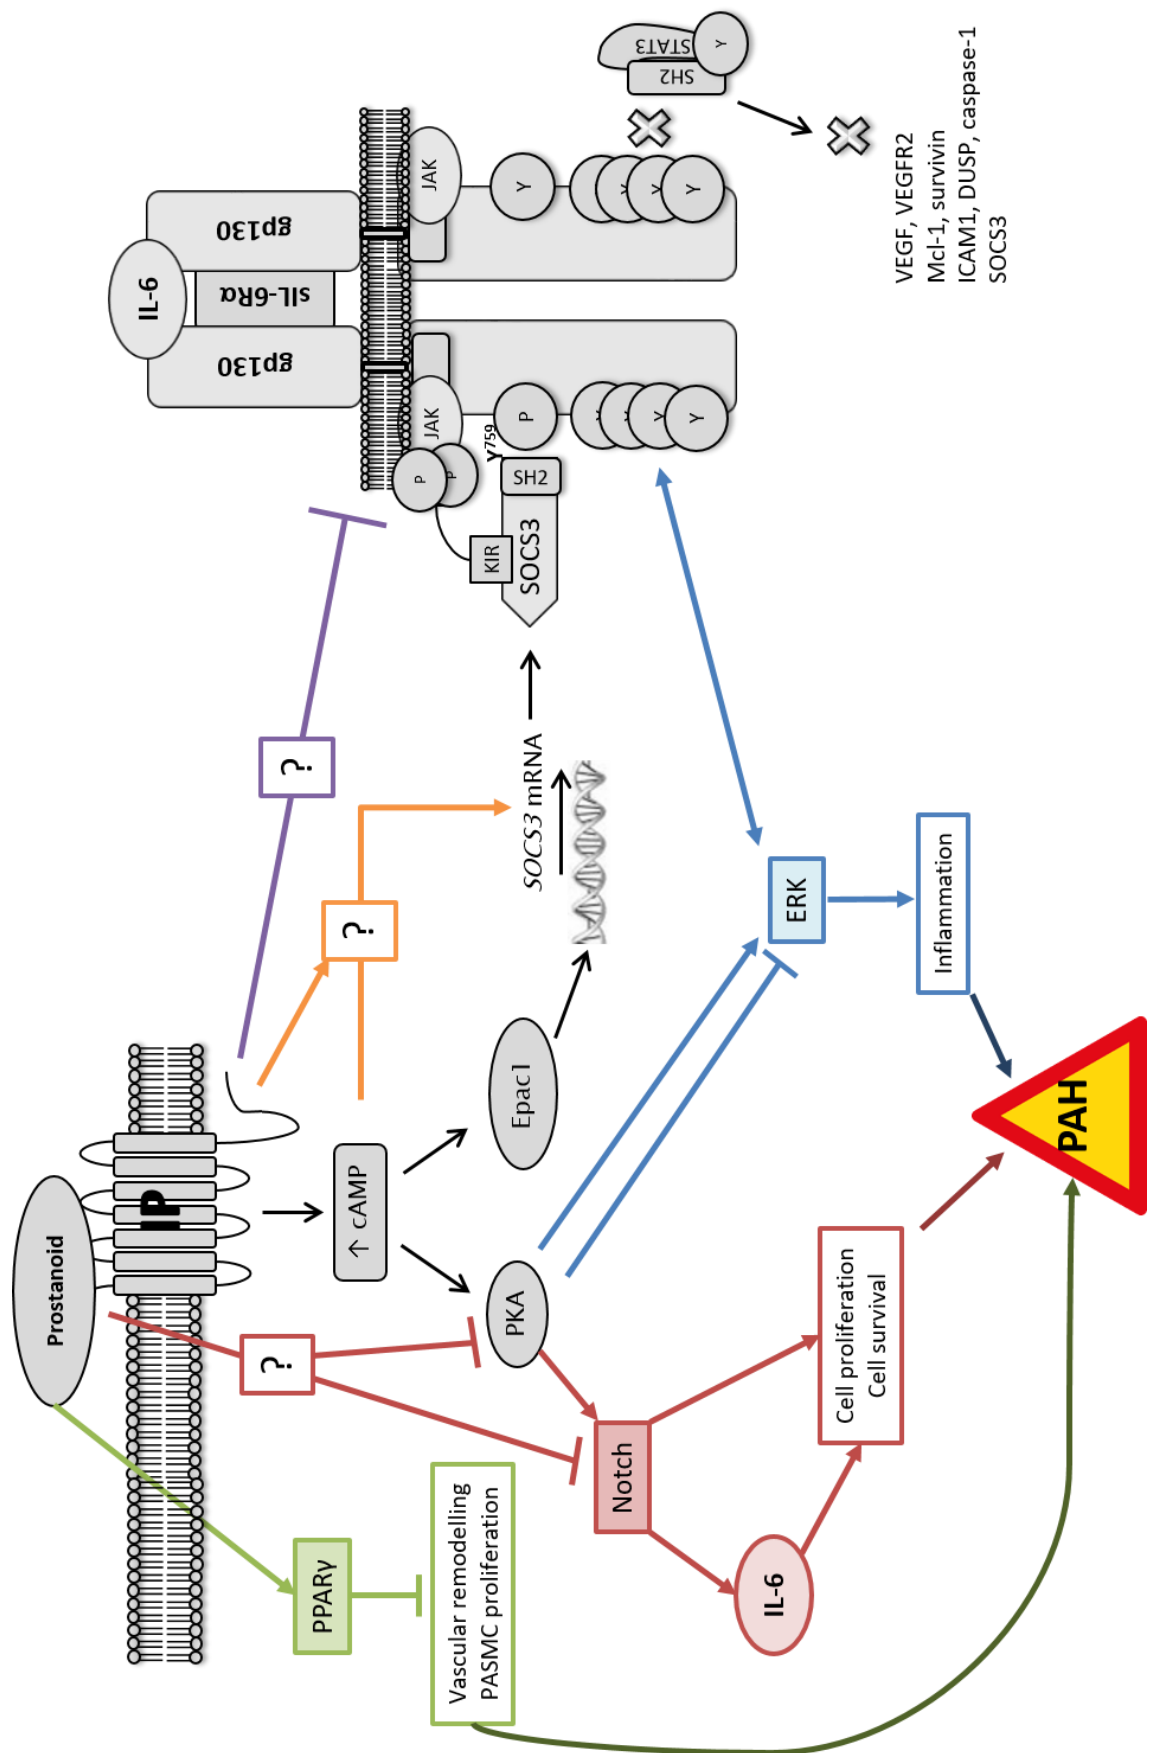 Prostanoid
IP
?
?
?
↑ cAMP
PKA
Epac1
PPARγ
Vascular remodelling
PASMC proliferation
Notch
IL-6
Cell proliferation
Cell survival
ERK
Inflammation
PAH
SOCS3 mRNA
SOCS3
KIR
SH2
P
P
Y759
P
JAK
JAK
IL-6
gp130
sIL-6Rα
gp130
Y
Y
Y
Y
Y
Y
Y
Y
Y
STAT3
SH2
Y
VEGF, VEGFR2
Mcl-1, survivin
ICAM1, DUSP, caspase-1
SOCS3